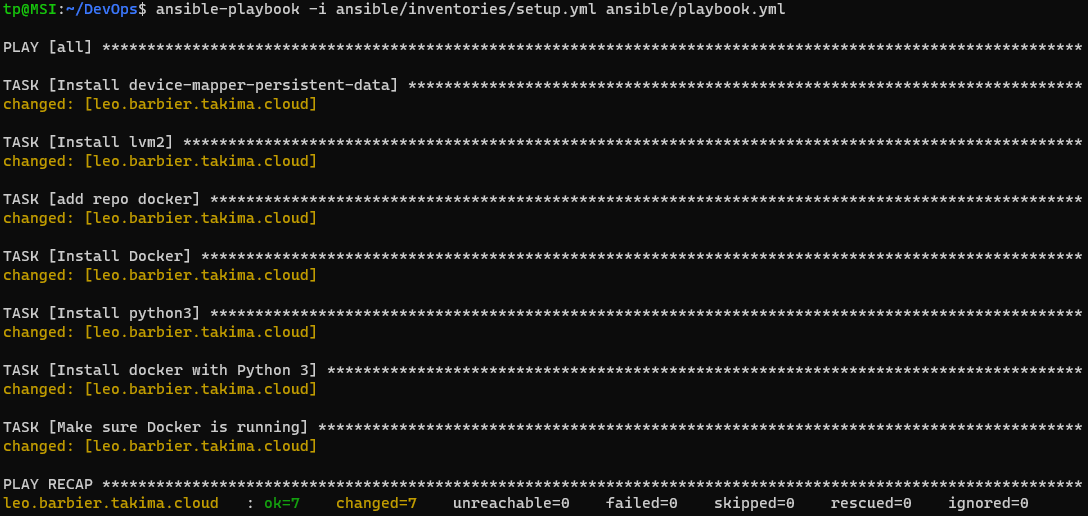 tp@MSI:~/DevOps$ ansible-playbook -i ansible/inventories/setup.yml ansible/playbook.yml
PLAY [all] *************************************************************************************************************
TASK [Install device-mapper-persistent-data] ***************************************************************************
changed: [leo.barbier.takima.cloud]
TASK [Install lvm2] ****************************************************************************************************
changed: [leo.barbier.takima.cloud]
TASK [add repo docker] *************************************************************************************************
changed: [leo.barbier.takima.cloud]
TASK [Install Docker] **************************************************************************************************
changed: [leo.barbier.takima.cloud]
TASK [Install python3] *************************************************************************************************
changed: [leo.barbier.takima.cloud]
TASK [Install docker with Python 3] ************************************************************************************
changed: [leo.barbier.takima.cloud]
TASK [Make sure Docker is running] *************************************************************************************
changed: [leo.barbier.takima.cloud]
PLAY RECAP *************************************************************************************************************
leo.barbier.takima.cloud   : ok=7    changed=7    unreachable=0    failed=0    skipped=0    rescued=0    ignored=0